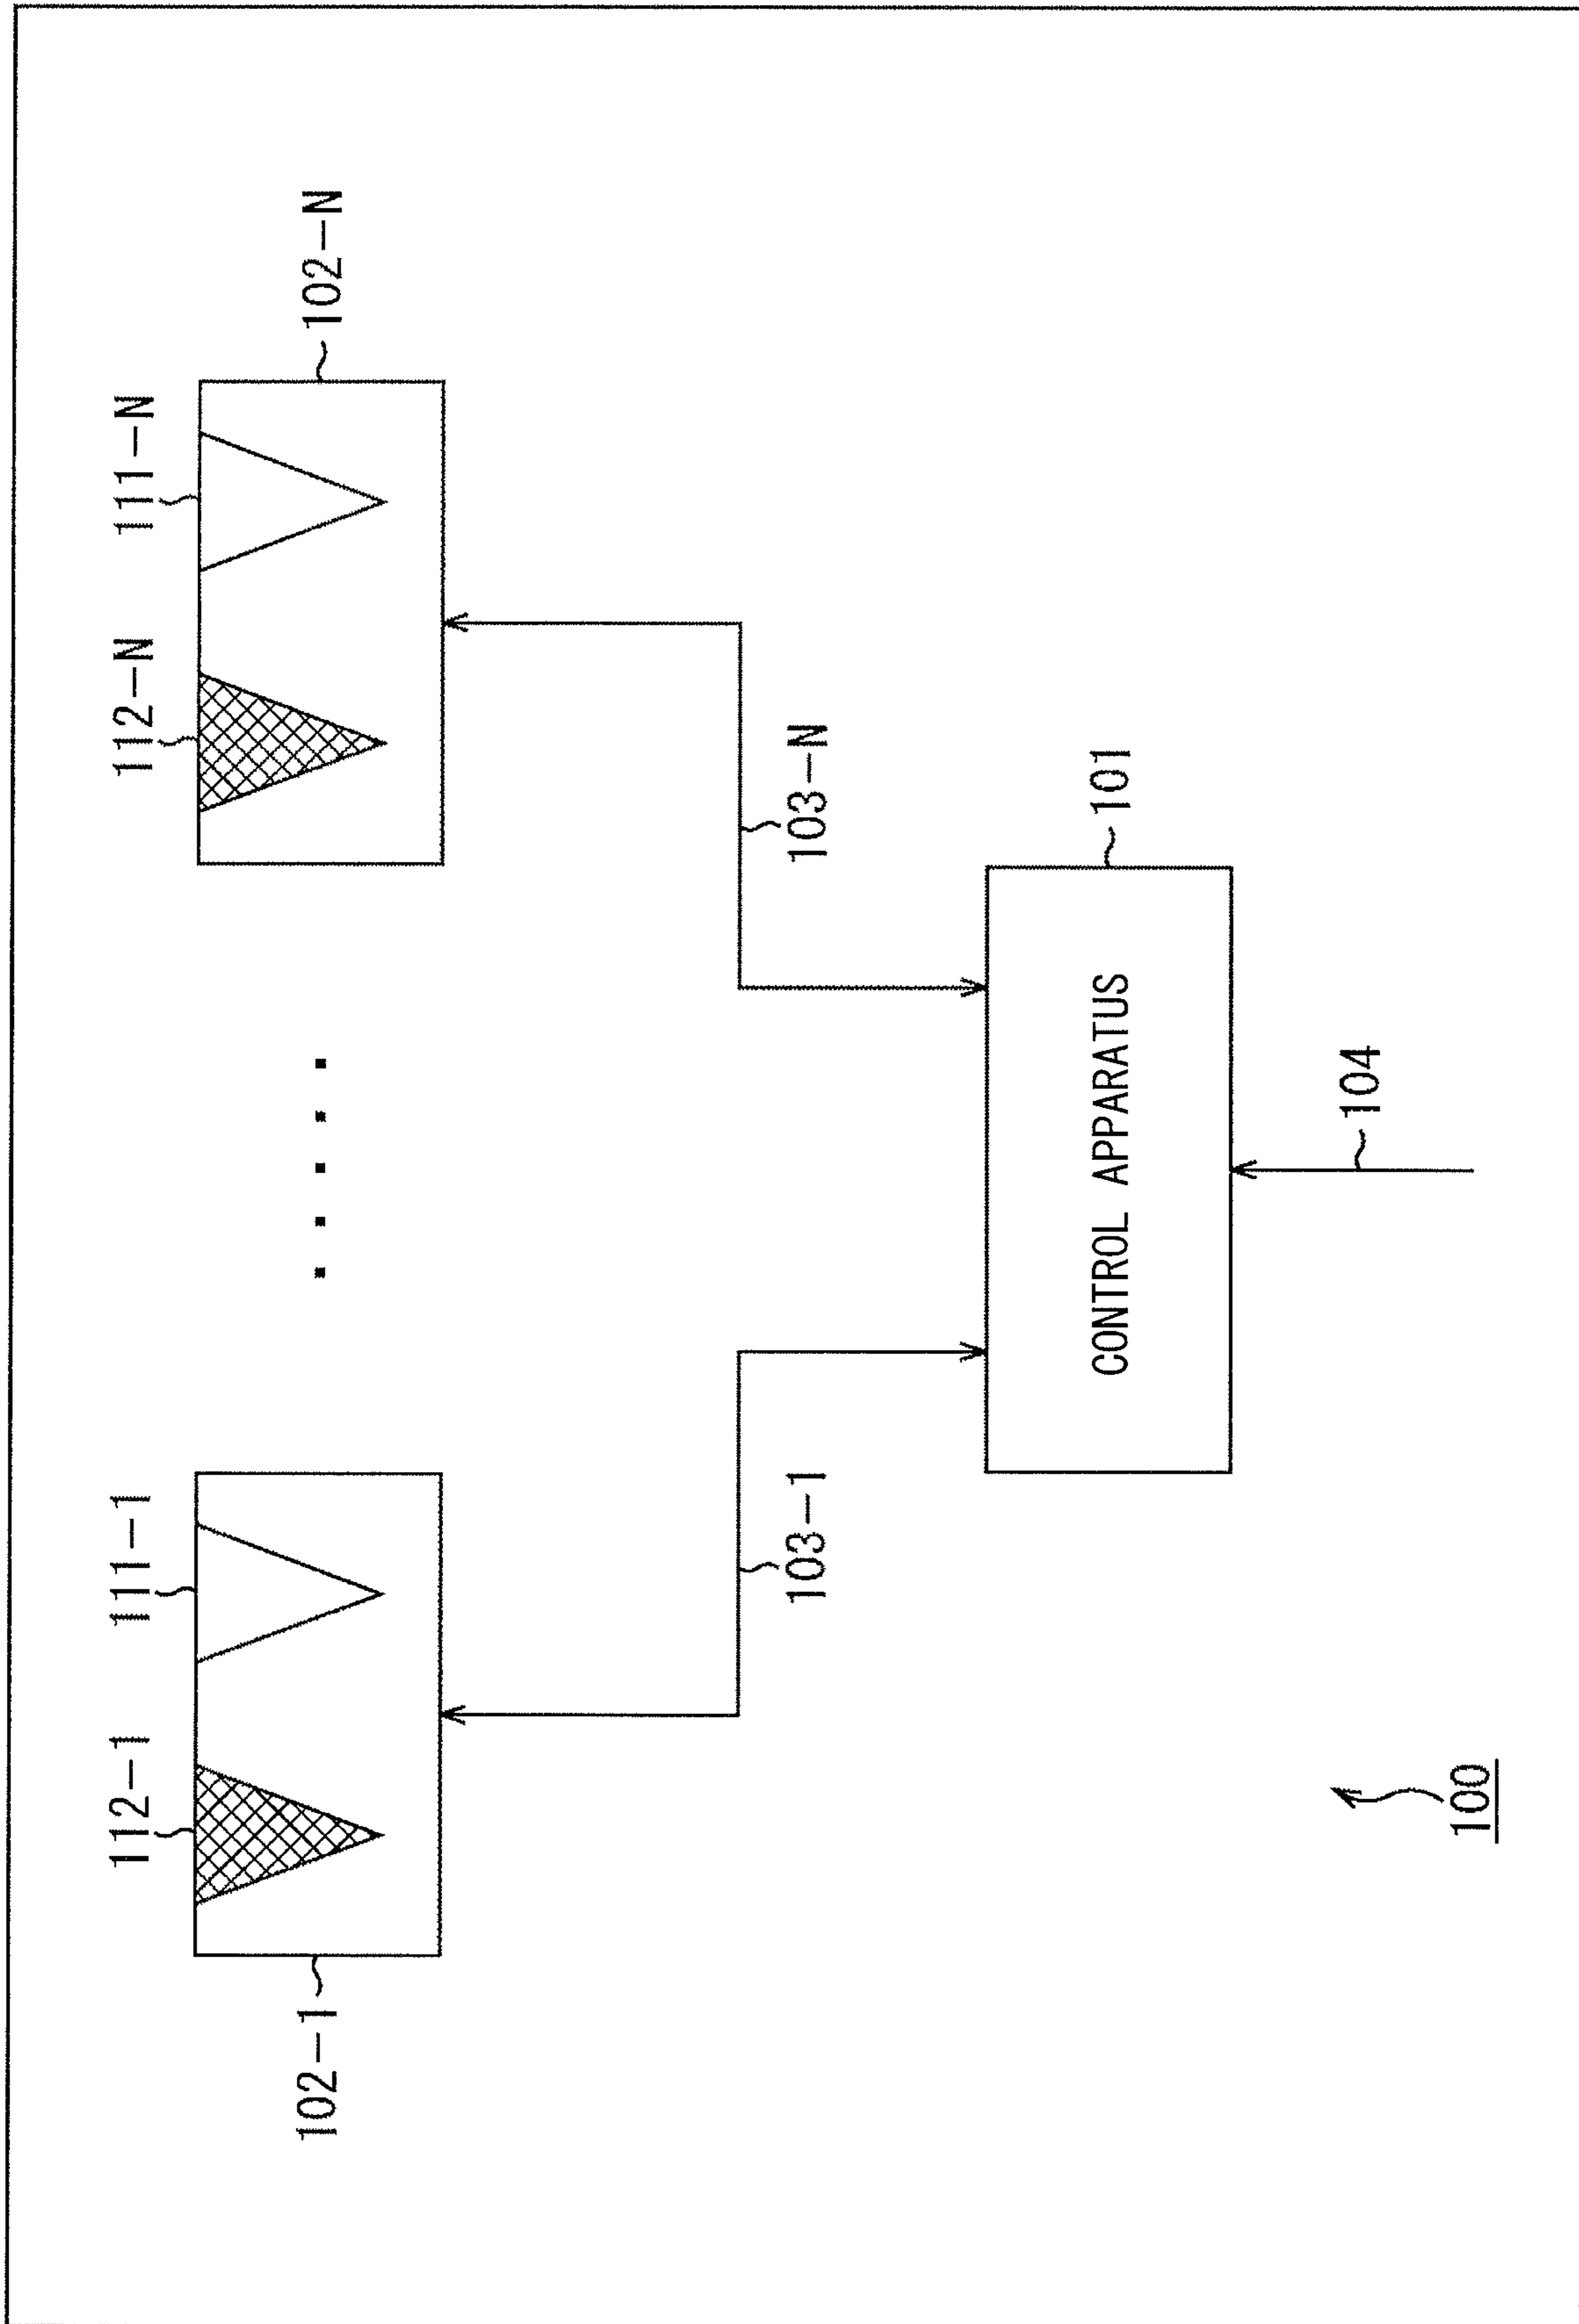 112-1
111-1
112-N
111-N
102-1
102-N
103-1
103-N
CONTROL APPARATUS
101
104
100